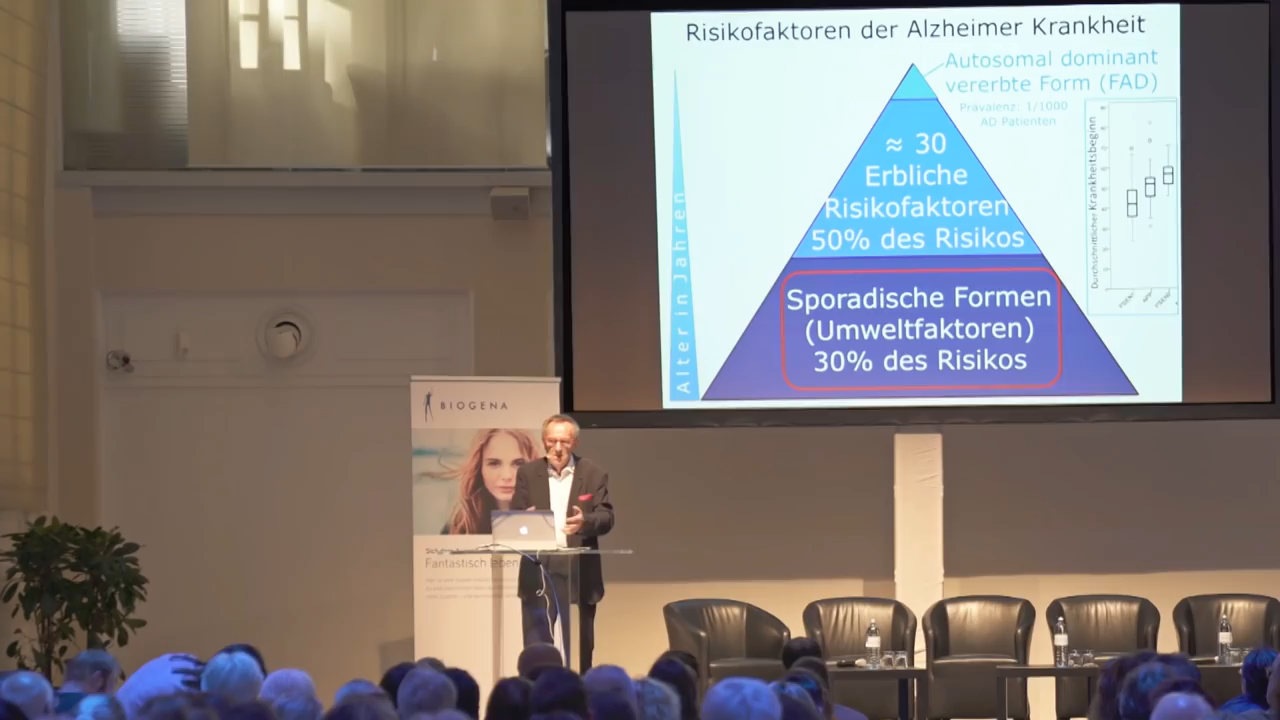 Risikofaktoren der Alzheimer Krankheit
Autosomal dominant
vererbte Form (FAD)
Prävalenz: 1/1000
AD Patienten
≈ 30
Erbliche
Risikofaktoren
50% des Risikos
Sporadische Formen
(Umweltfaktoren)
30% des Risikos
Alter in Jahren
Durchschnittlicher Krankheitsbeginn
BIOGENA
Fantastisch leben